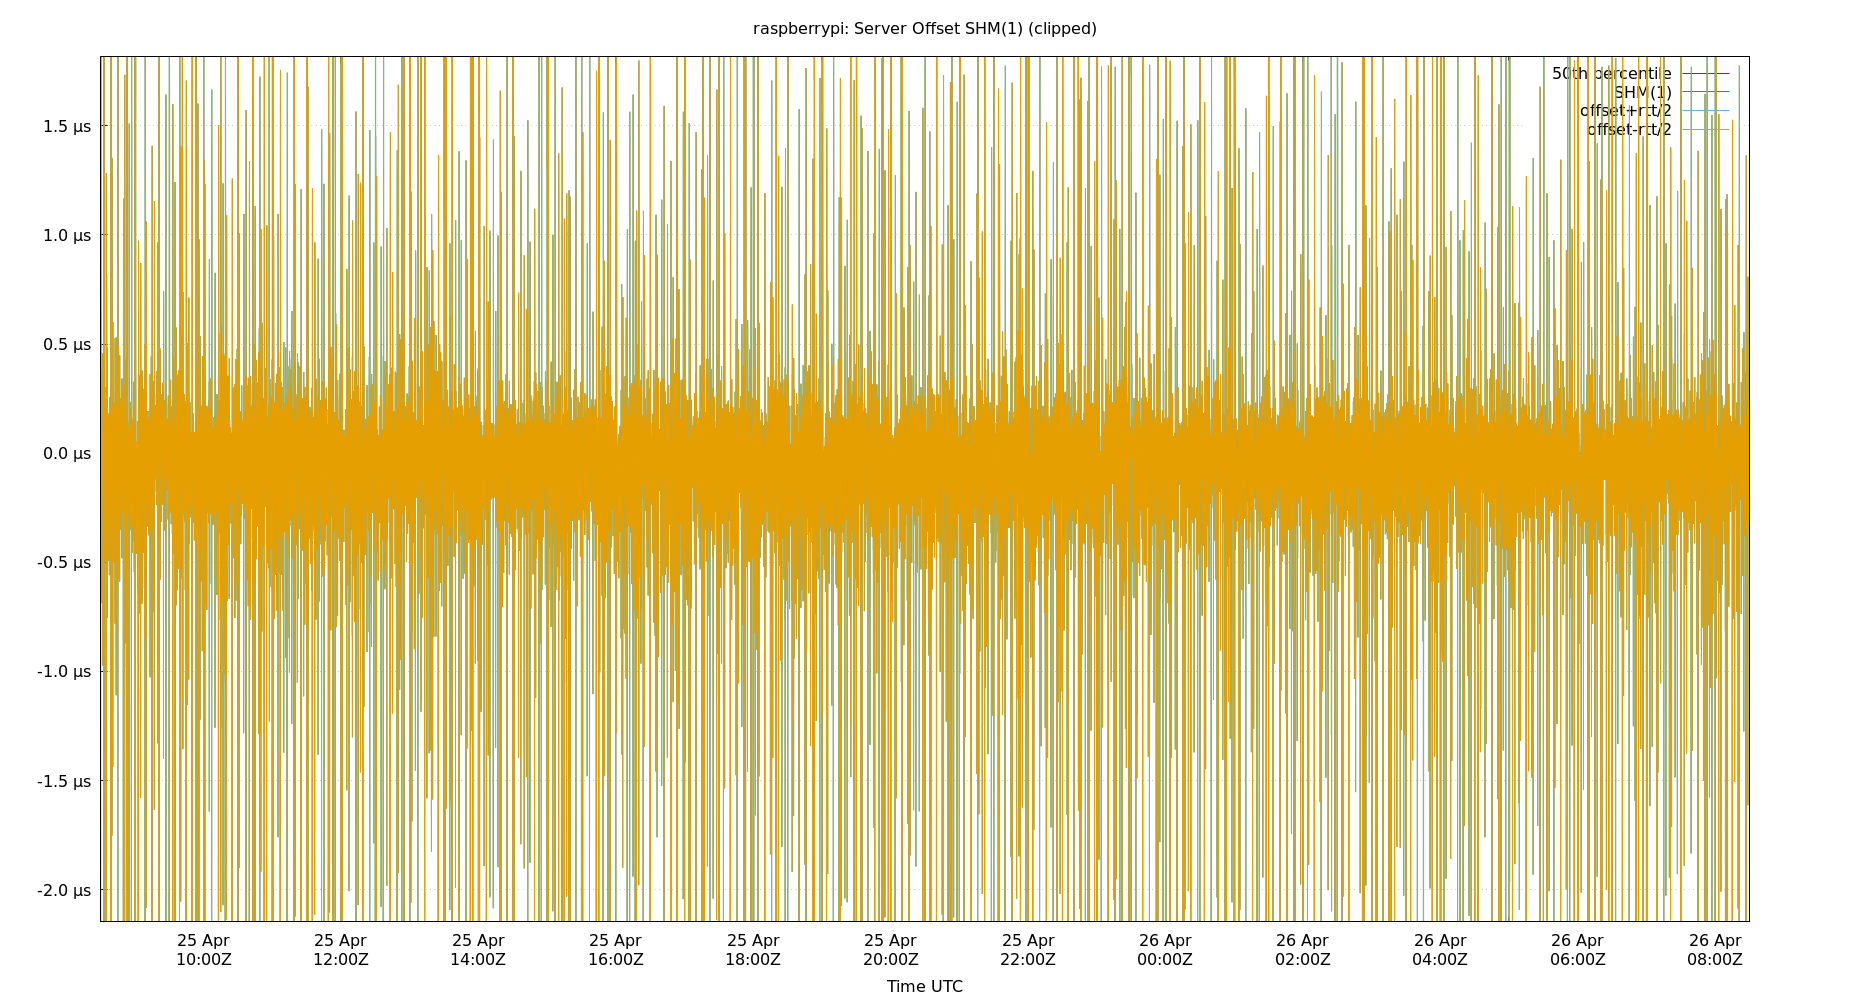 raspberrypi: Server Offset SHM(1) (clipped)
50th percentile
SHM(1)
offset+rtt/2
offset-rtt/2
1.5 µs
1.0 µs
0.5 µs
0.0 µs
-0.5 µs
-1.0 µs
-1.5 µs
-2.0 µs
25 Apr 25 Apr 25 Apr 25 Apr 25 Apr 25 Apr 25 Apr 26 Apr 26 Apr 26 Apr 26 Apr 26 Apr
10:00Z 12:00Z 14:00Z 16:00Z 18:00Z 20:00Z 22:00Z 00:00Z 02:00Z 04:00Z 06:00Z 08:00Z
Time UTC